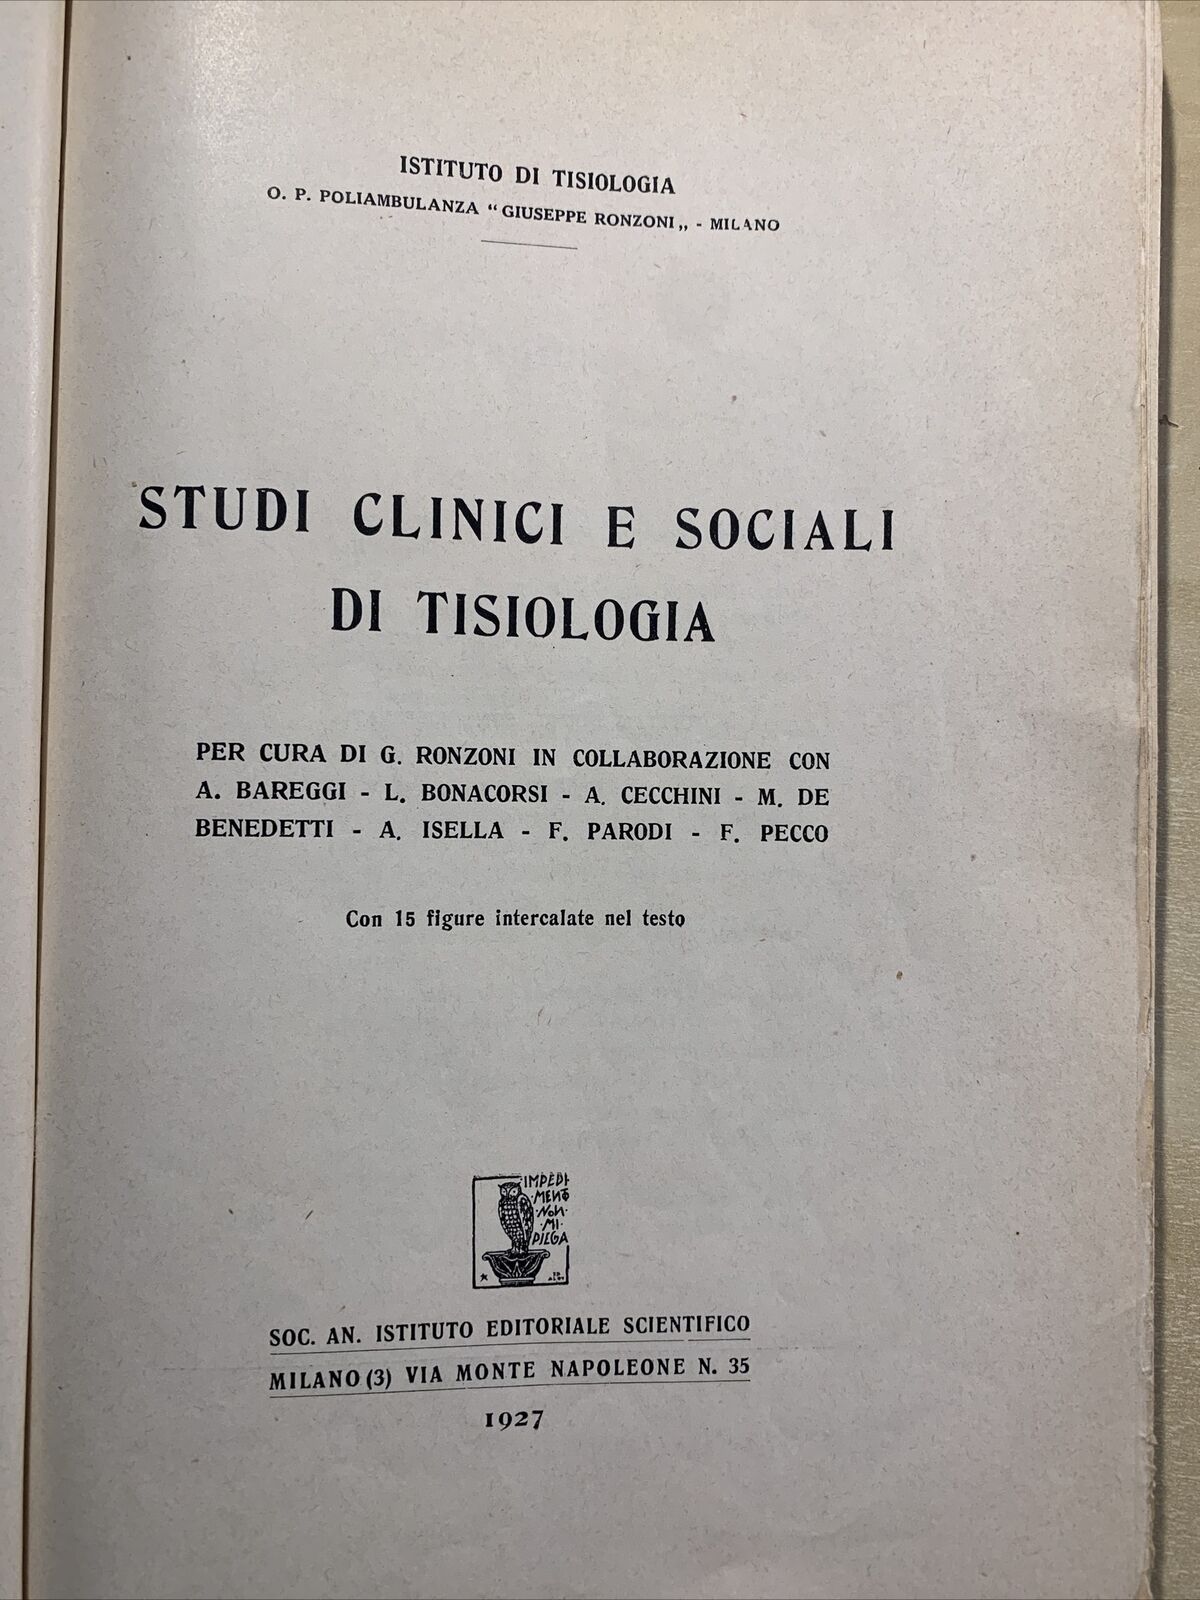 ISTITUTO DI TISIOLOGIA
O. P. POLIAMBULANZA “GIUSEPPE RONZONI„ - MILANO
STUDI CLINICI E SOCIALI
DI TISIOLOGIA
PER CURA DI G. RONZONI IN COLLABORAZIONE CON
A. BAREGGI - L. BONACORSI - A. CECCHINI - M. DE
BENEDETTI - A. ISELLA - F. PARODI - F. PECCO
Con 15 figure intercalate nel testo
IMPEDI-
MENTO
·NON·
·MI·
PIEGA
SOC. AN. ISTITUTO EDITORIALE SCIENTIFICO
MILANO (3) VIA MONTE NAPOLEONE N. 35
1927